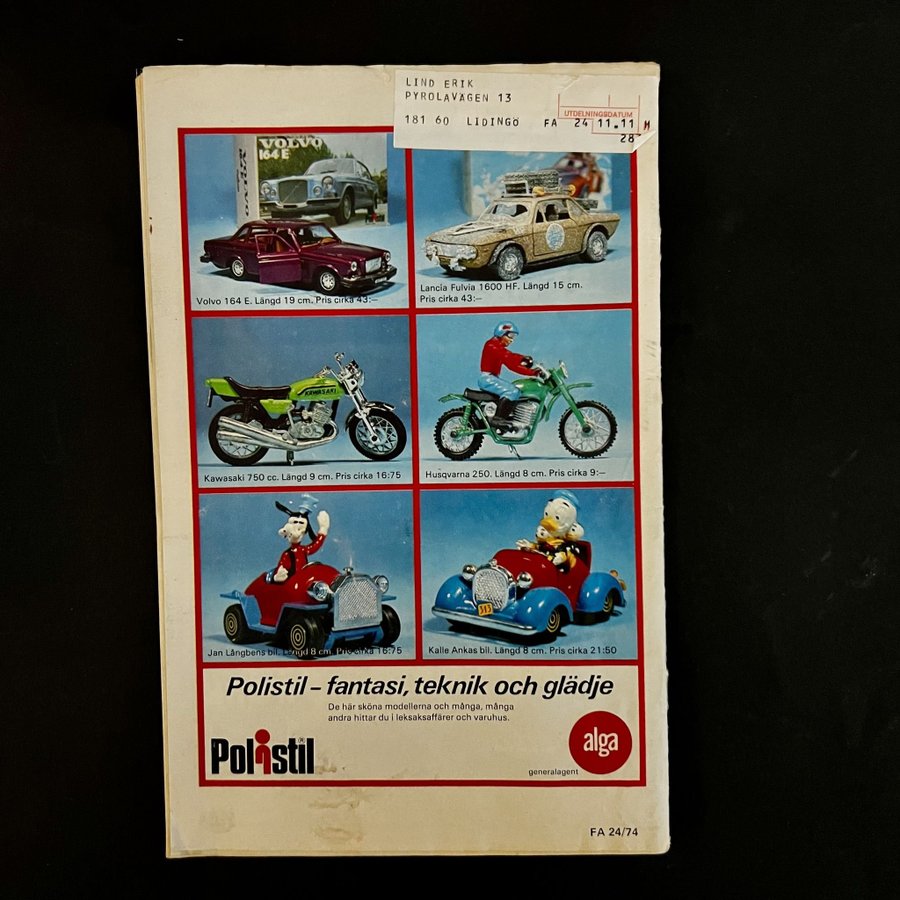 LIND ERIK
PYROLAVÄGEN 13
UTDELNINGSDATUM
181 60 LIDINGÖ FA 24 11.11 M
28
VOLVO
164 E
VOLVO
Volvo 164 E. Längd 19 cm. Pris cirka 43:–
Lancia Fulvia 1600 HF. Längd 15 cm.
Pris cirka 43:–
KAWASAKI
Kawasaki 750 cc. Längd 9 cm. Pris cirka 16:75
Husqvarna 250. Längd 8 cm. Pris cirka 9:–
Jan Långbens bil. Längd 8 cm. Pris cirka 16:75
313
Kalle Ankas bil. Längd 8 cm. Pris cirka 21:50
Polistil – fantasi, teknik och glädje
De här sköna modellerna och många, många
andra hittar du i leksaksaffärer och varuhus.
Polistil®
alga
generalagent
FA 24/74